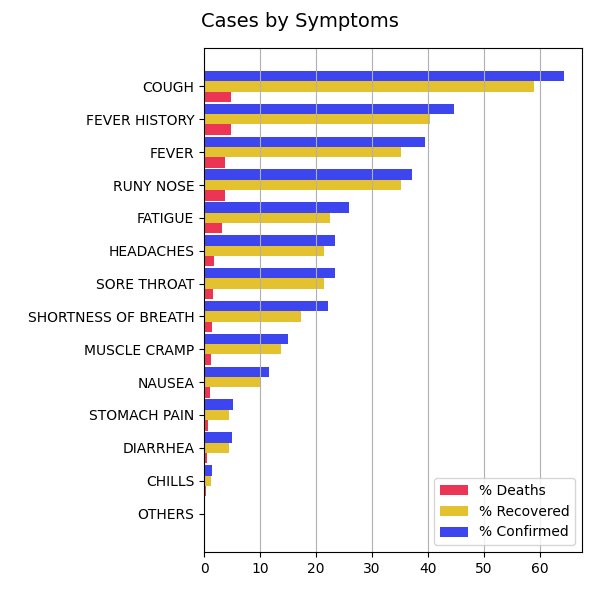 Cases by Symptoms
COUGH
FEVER HISTORY
FEVER
RUNY NOSE
FATIGUE
HEADACHES
SORE THROAT
SHORTNESS OF BREATH
MUSCLE CRAMP
NAUSEA
STOMACH PAIN
DIARRHEA
CHILLS
OTHERS
% Deaths
% Recovered
% Confirmed
0 10 20 30 40 50 60